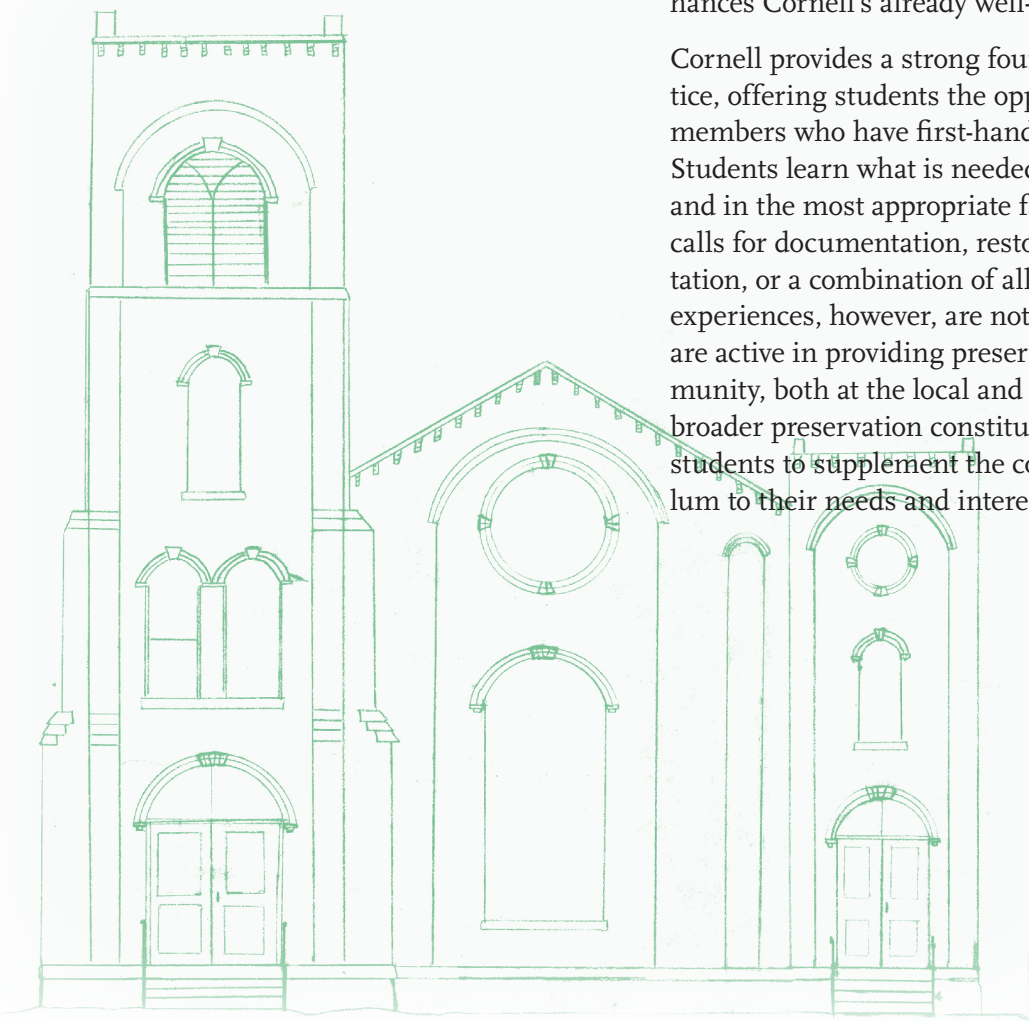 hances Cornell's already well-
Cornell provides a strong fou
tice, offering students the opp
members who have first-hand
Students learn what is needed
and in the most appropriate f
calls for documentation, resto
tation, or a combination of all
experiences, however, are not
are active in providing preser
munity, both at the local and
broader preservation constitu
students to supplement the co
lum to their needs and intere